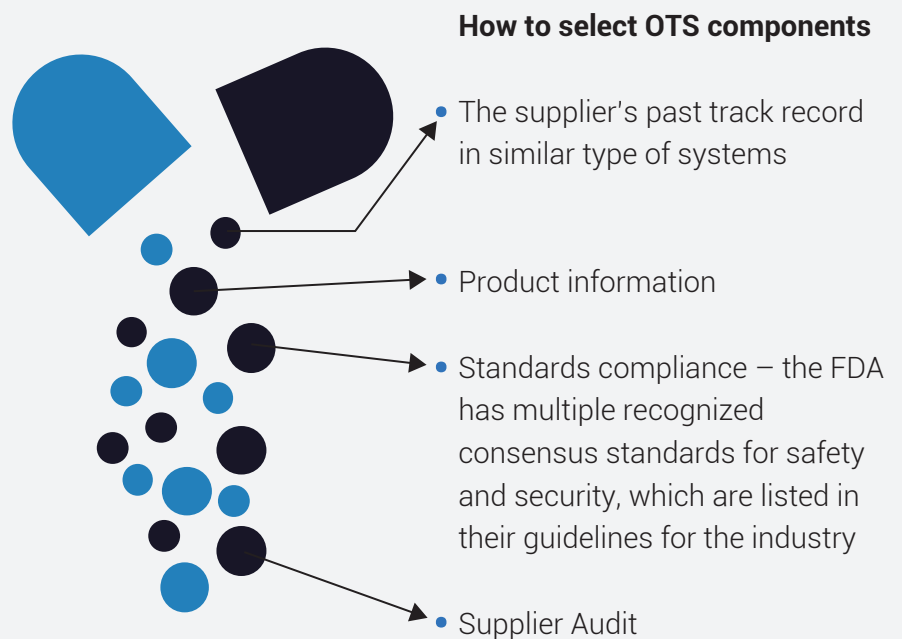 How to select OTS components
The supplier's past track record
in similar type of systems
Product information
Standards compliance – the FDA
has multiple recognized
consensus standards for safety
and security, which are listed in
their guidelines for the industry
Supplier Audit